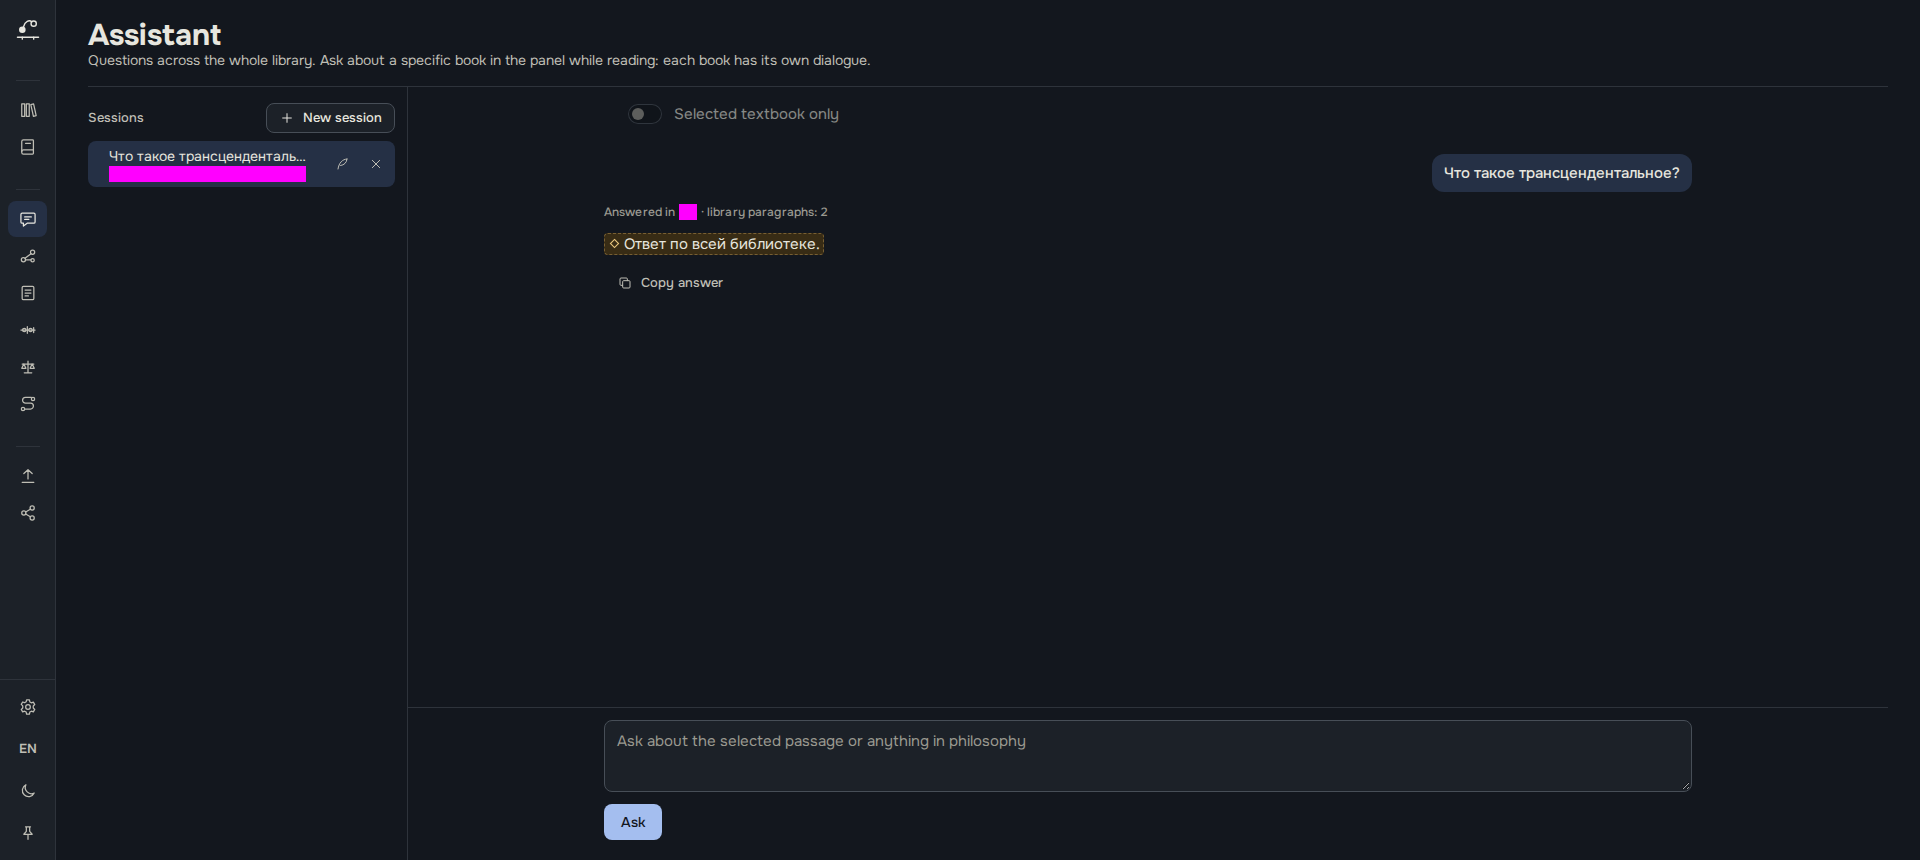 Assistant
Questions across the whole library. Ask about a specific book in the panel while reading: each book has its own dialogue.
Sessions
New session
Что такое трансценденталь...
Selected textbook only
Что такое трансцендентальное?
Answered in · library paragraphs: 2
Ответ по всей библиотеке.
Copy answer
Ask about the selected passage or anything in philosophy
Ask
EN